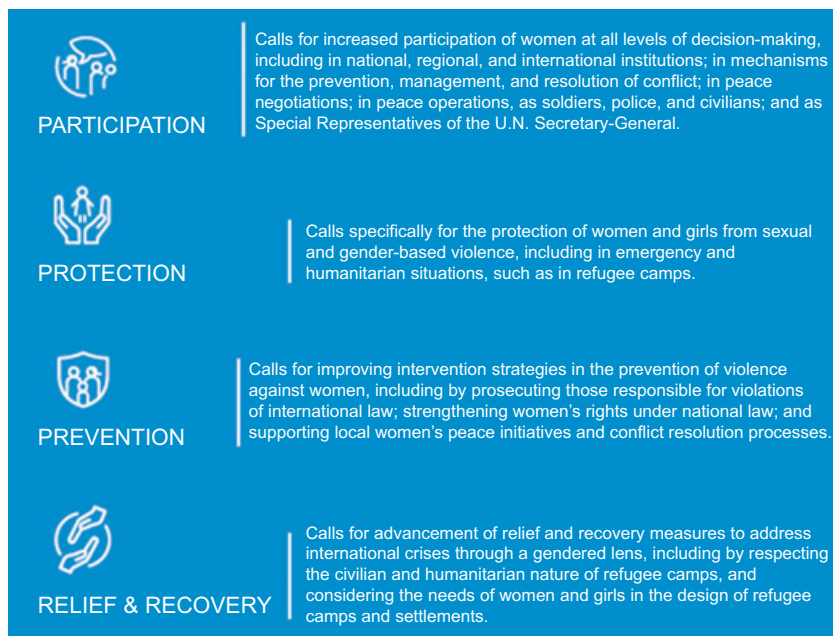 PARTICIPATION
Calls for increased participation of women at all levels of decision-making,
including in national, regional, and international institutions; in mechanisms
for the prevention, management, and resolution of conflict; in peace
negotiations; in peace operations, as soldiers, police, and civilians; and as
Special Representatives of the U.N. Secretary-General.
PROTECTION
Calls specifically for the protection of women and girls from sexual
and gender-based violence, including in emergency and
humanitarian situations, such as in refugee camps.
PREVENTION
Calls for improving intervention strategies in the prevention of violence
against women, including by prosecuting those responsible for violations
of international law; strengthening women’s rights under national law; and
supporting local women’s peace initiatives and conflict resolution processes.
RELIEF & RECOVERY
Calls for advancement of relief and recovery measures to address
international crises through a gendered lens, including by respecting
the civilian and humanitarian nature of refugee camps, and
considering the needs of women and girls in the design of refugee
camps and settlements.